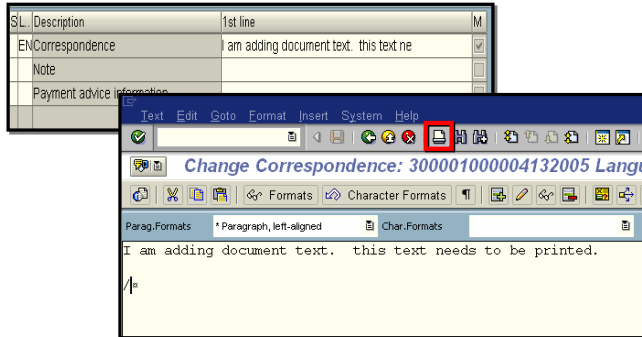 SL.. Description 1st line M
EN Correspondence I am adding document text. this text ne
Note
Payment advice information
Text Edit Goto Format Insert System Help
Change Correspondence: 300001000004132005 Langu
Formats Character Formats ¶
Parag.Formats * Paragraph, left-aligned Char.Formats
I am adding document text. this text needs to be printed.
/¤